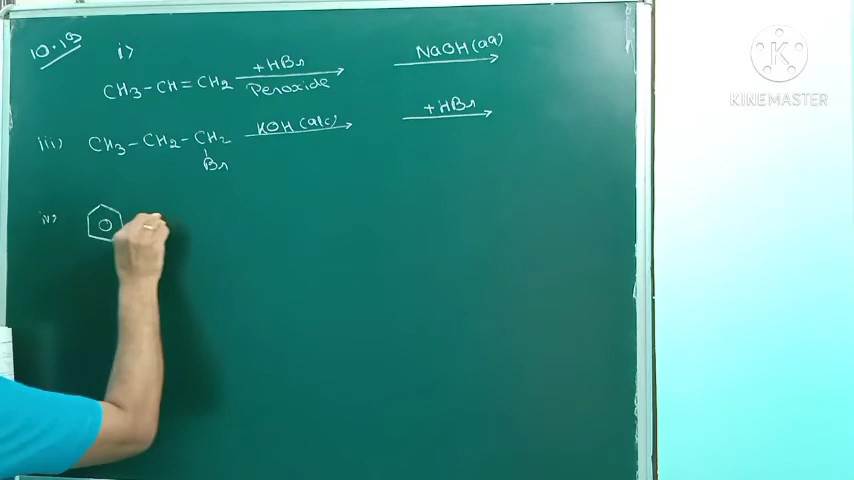 10.19 i)
CH3-CH=CH2 +HBr Peroxide NaOH(aq)
iii) CH3-CH2-CH2 Br KOH(alc) +HBr
iv)
K
KINEMASTER